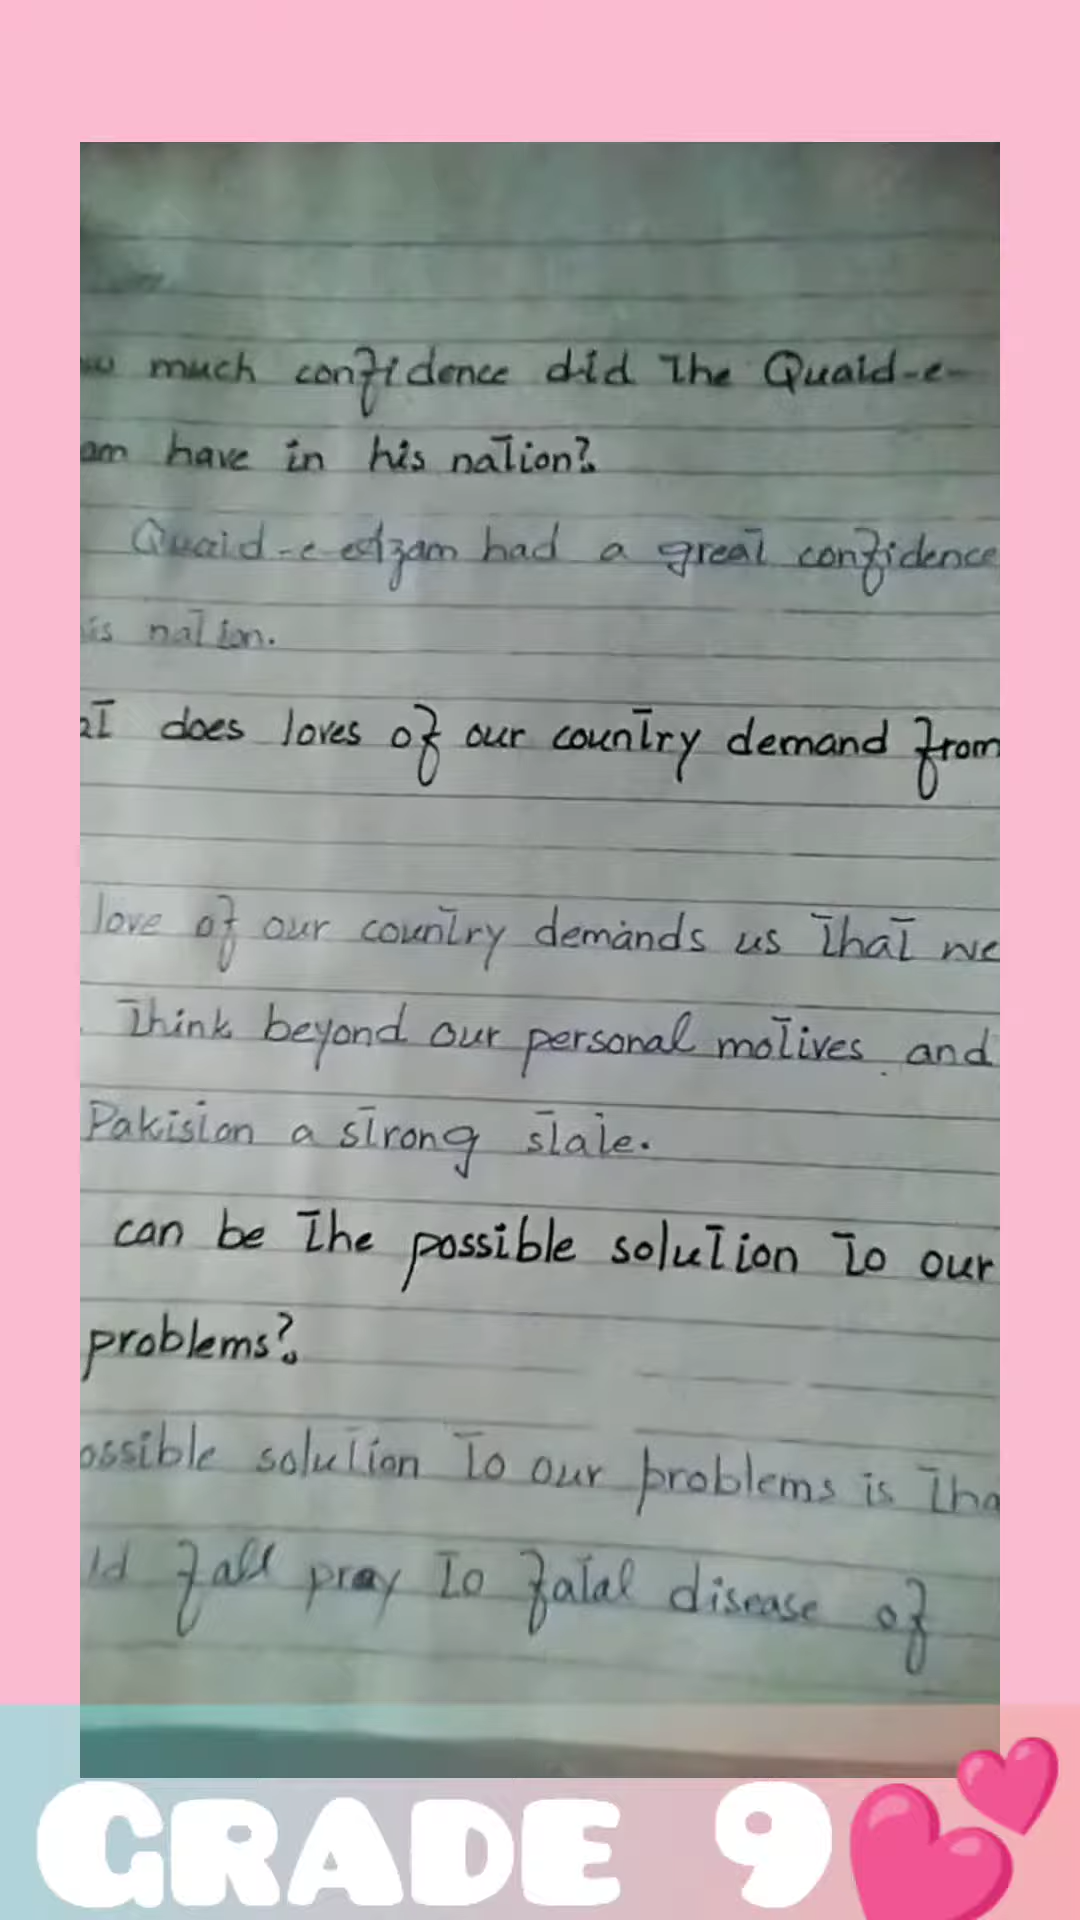 w much confidence did the Quaid-e-
am have in his nation?
Quaid-e-Azam had a great confidence
is nation.
at does loves of our country demand from
love of our country demands us that we
think beyond our personal motives and
Pakistan a strong state.
can be the possible solution to our
problems?
ossible solution to our problems is tha
ld fall pray to fatal disease of
GRADE 9